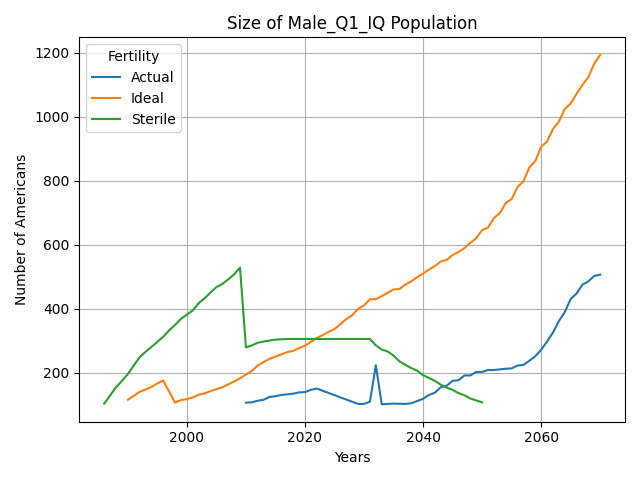 Size of Male_Q1_IQ Population
Fertility
Actual
Ideal
Sterile
Number of Americans
1200
1000
800
600
400
200
2000
2020
2040
2060
Years